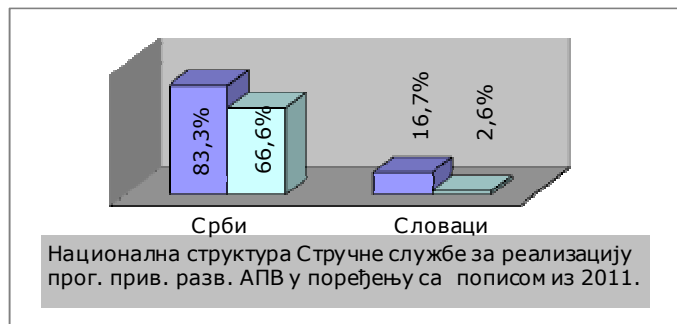 83,3%
66,6%
16,7%
2,6%
Срби
Словаци
Национална структура Стручне службе за реализацију
прог. прив. разв. АПВ у поређењу са пописом из 2011.